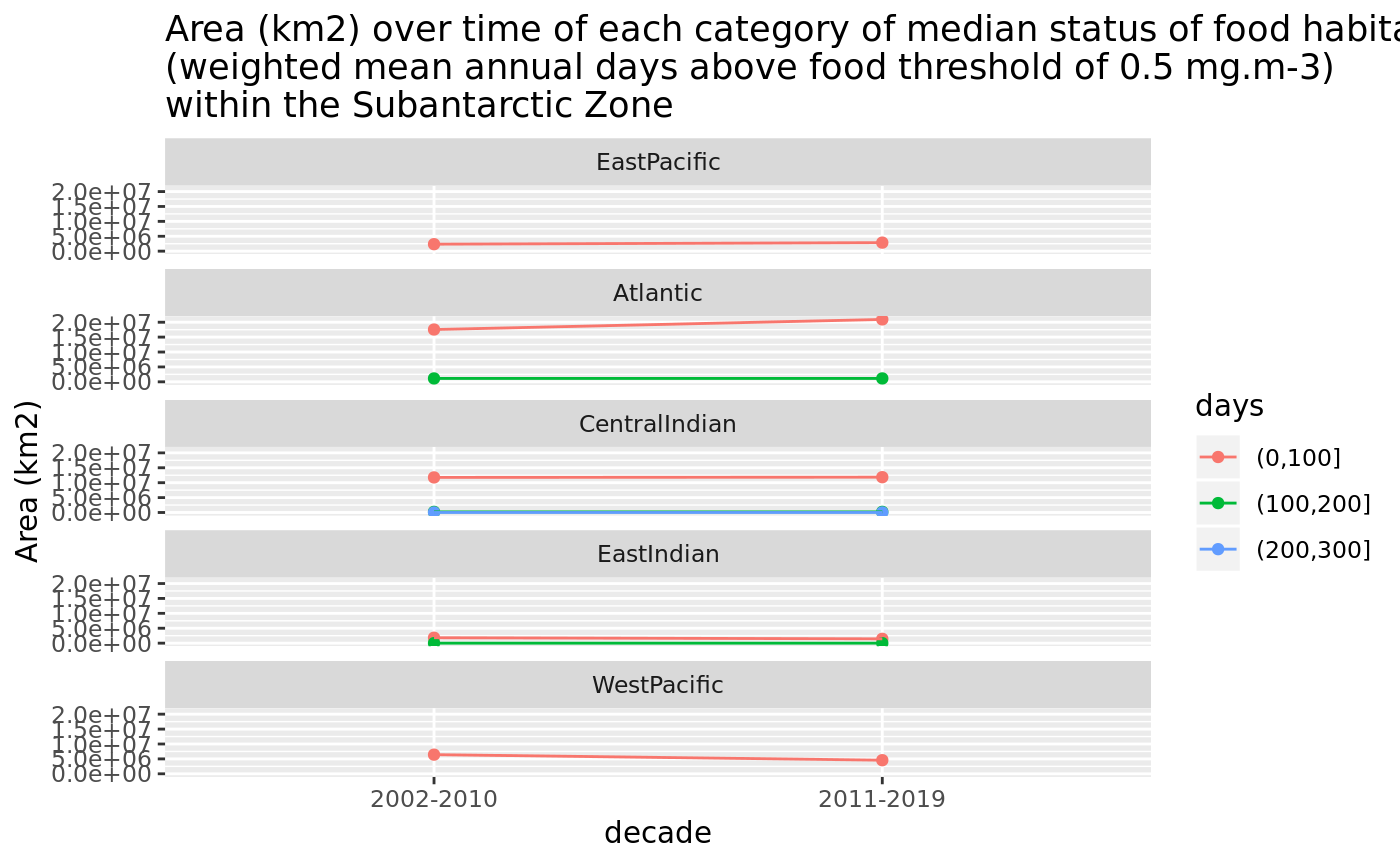 Area (km2) over time of each category of median status of food habita
(weighted mean annual days above food threshold of 0.5 mg.m-3)
within the Subantarctic Zone
EastPacific
2.0e+07
1.5e+07
1.0e+07
5.0e+06
0.0e+00
Atlantic
2.0e+07
1.5e+07
1.0e+07
5.0e+06
0.0e+00
CentralIndian
2.0e+07
1.5e+07
1.0e+07
5.0e+06
0.0e+00
EastIndian
2.0e+07
1.5e+07
1.0e+07
5.0e+06
0.0e+00
WestPacific
2.0e+07
1.5e+07
1.0e+07
5.0e+06
0.0e+00
Area (km2)
2002-2010
2011-2019
decade
days
(0,100]
(100,200]
(200,300]